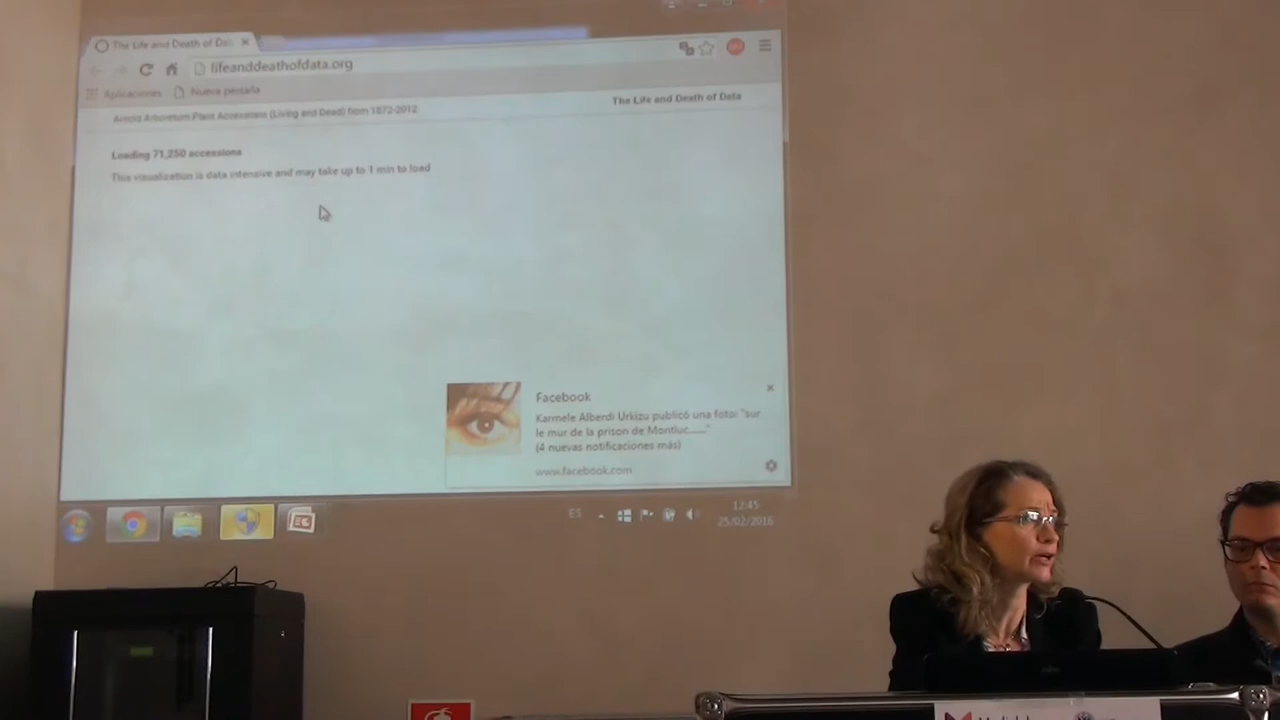 The Life and Death of Dat
lifeanddeathofdata.org
Aplicaciones
Nueva pestaña
Arnold Arboretum Plant Accessions (Living and Dead) from 1872-2012
The Life and Death of Data
Loading 71,250 accessions
This visualization is data intensive and may take up to 1 min to load
Facebook
Karmele Alberdi Urkizu publicó una foto: "sur
le mur de la prison de Montluc......"
(4 nuevas notificaciones más)
www.facebook.com
ES
12:45
25/02/2016